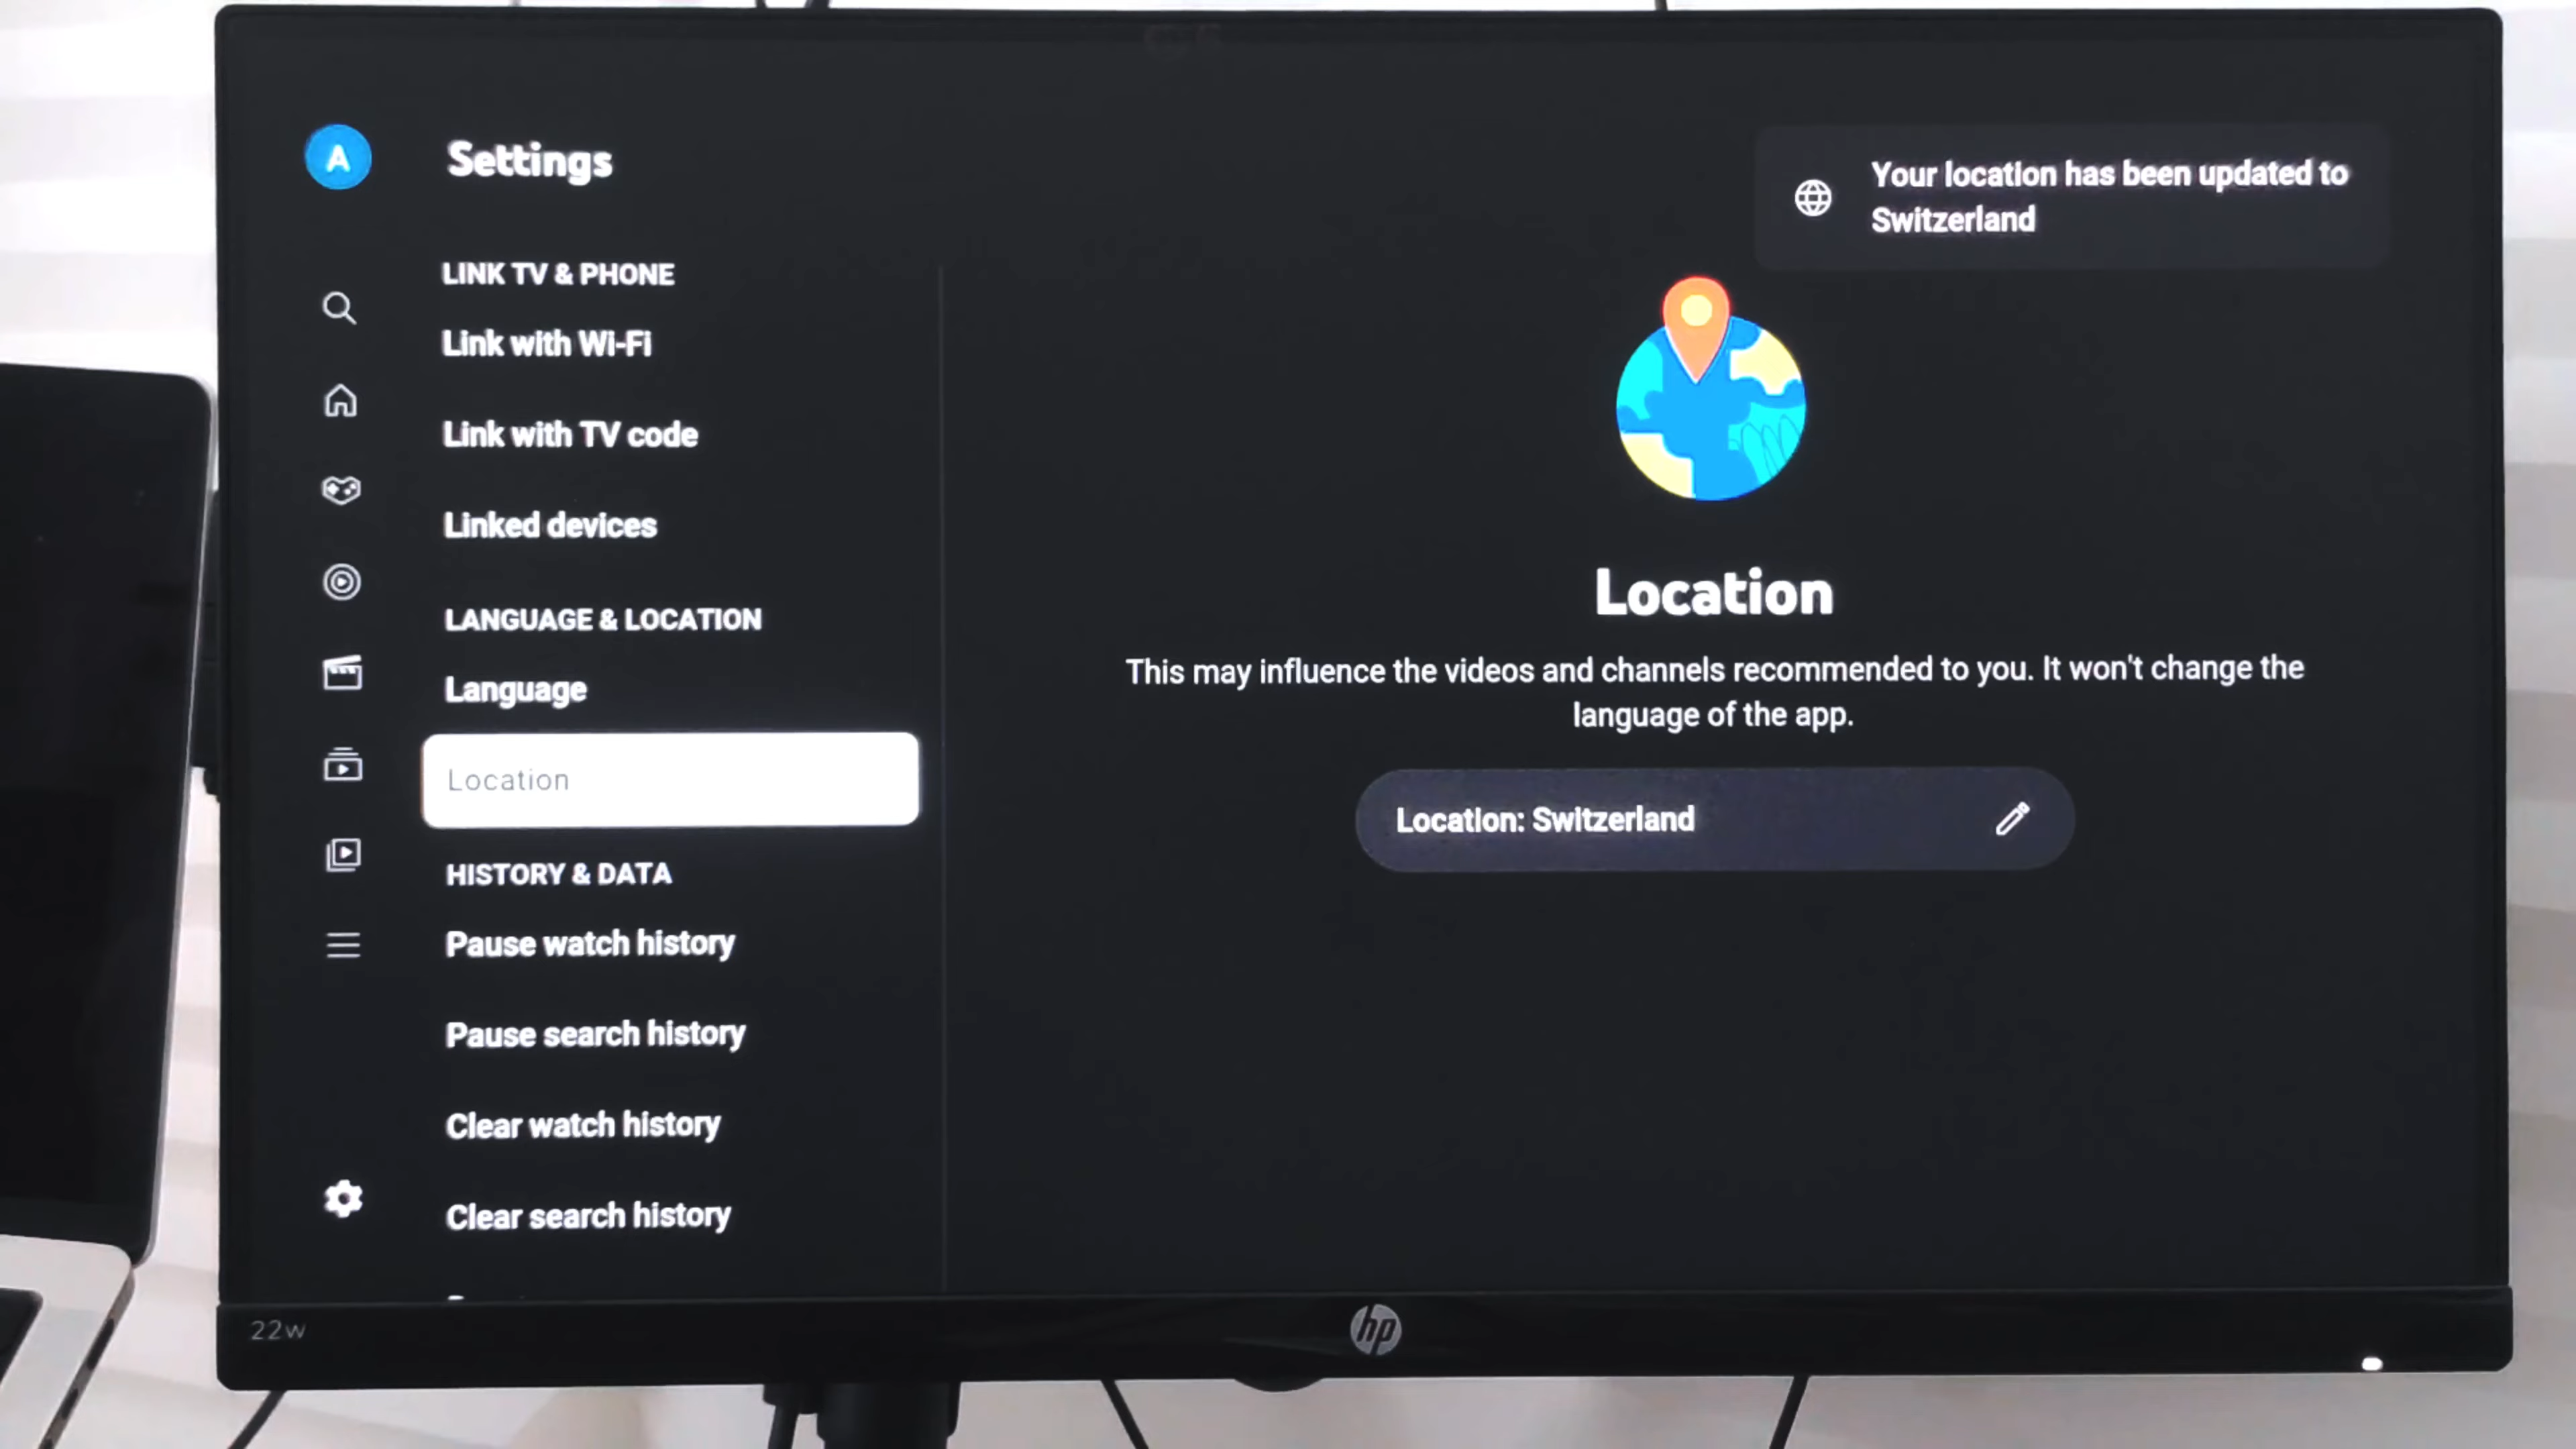 A
Settings
Your location has been updated to
Switzerland
LINK TV & PHONE
Link with Wi-Fi
Link with TV code
Linked devices
LANGUAGE & LOCATION
Language
Location
HISTORY & DATA
Pause watch history
Pause search history
Clear watch history
Clear search history
Location
This may influence the videos and channels recommended to you. It won't change the
language of the app.
Location: Switzerland
22w
hp